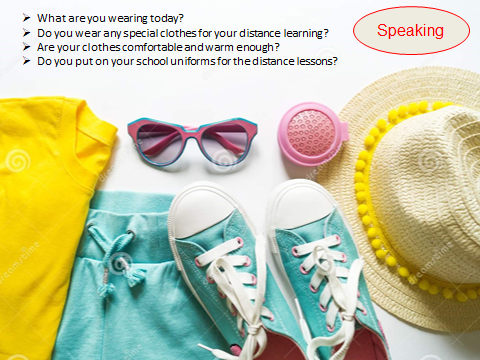 What are you wearing today?
Do you wear any special clothes for your distance learning?
Are your clothes comfortable and warm enough?
Do you put on your school uniforms for the distance lessons?
Speaking